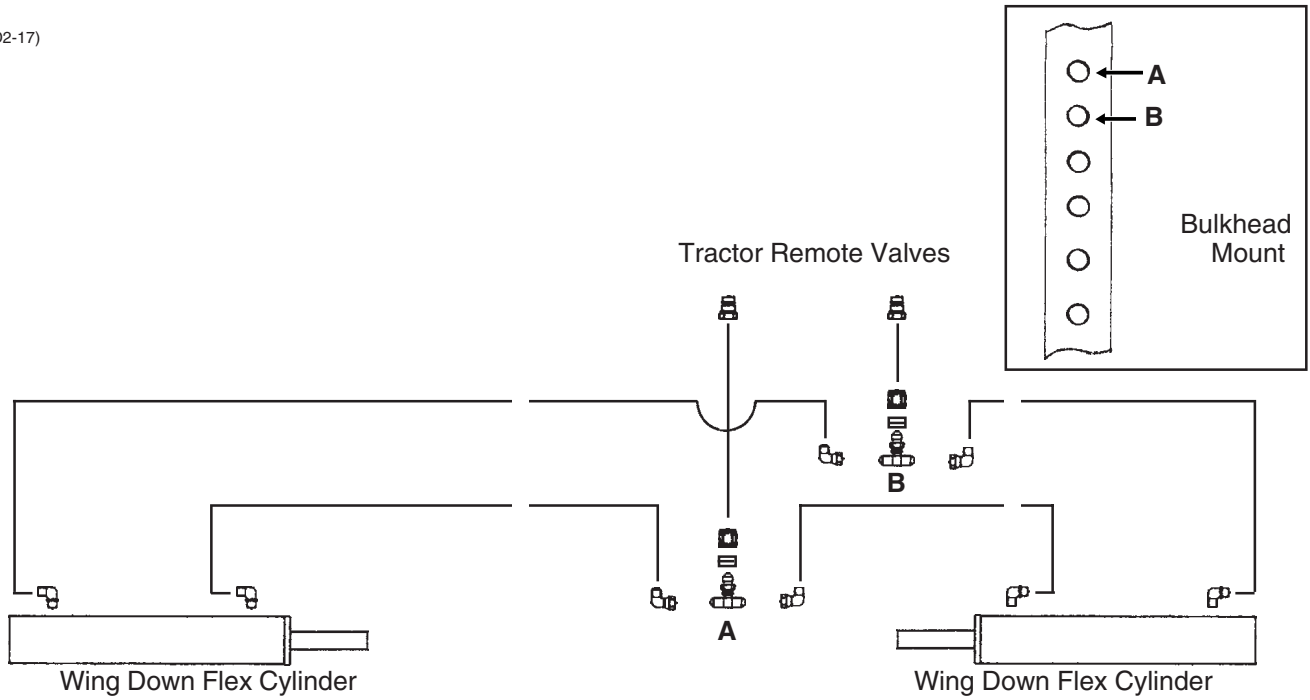 02-17)
A
B
Bulkhead
Mount
Tractor Remote Valves
B
A
Wing Down Flex Cylinder
Wing Down Flex Cylinder